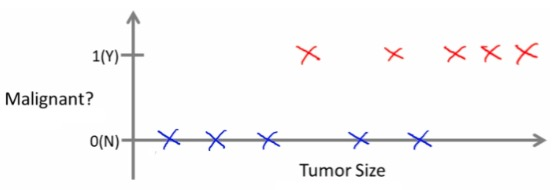 1(Y)
Malignant?
0(N)
Tumor Size